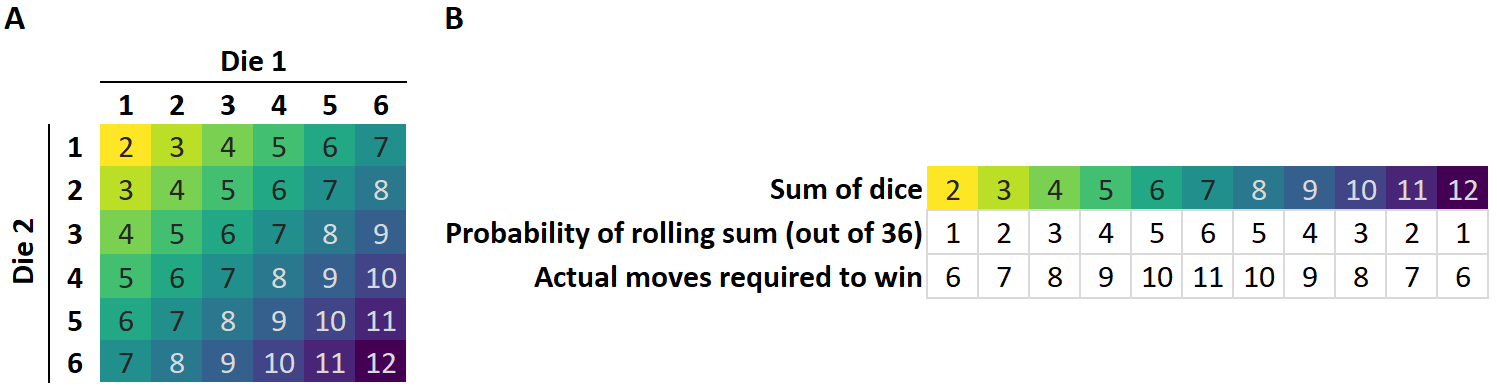 A
B
Die 1
1 2 3 4 5 6
Die 2
1 2 3 4 5 6 7
2 3 4 5 6 7 8
3 4 5 6 7 8 9
4 5 6 7 8 9 10
5 6 7 8 9 10 11
6 7 8 9 10 11 12
Sum of dice 2 3 4 5 6 7 8 9 10 11 12
Probability of rolling sum (out of 36) 1 2 3 4 5 6 5 4 3 2 1
Actual moves required to win 6 7 8 9 10 11 10 9 8 7 6